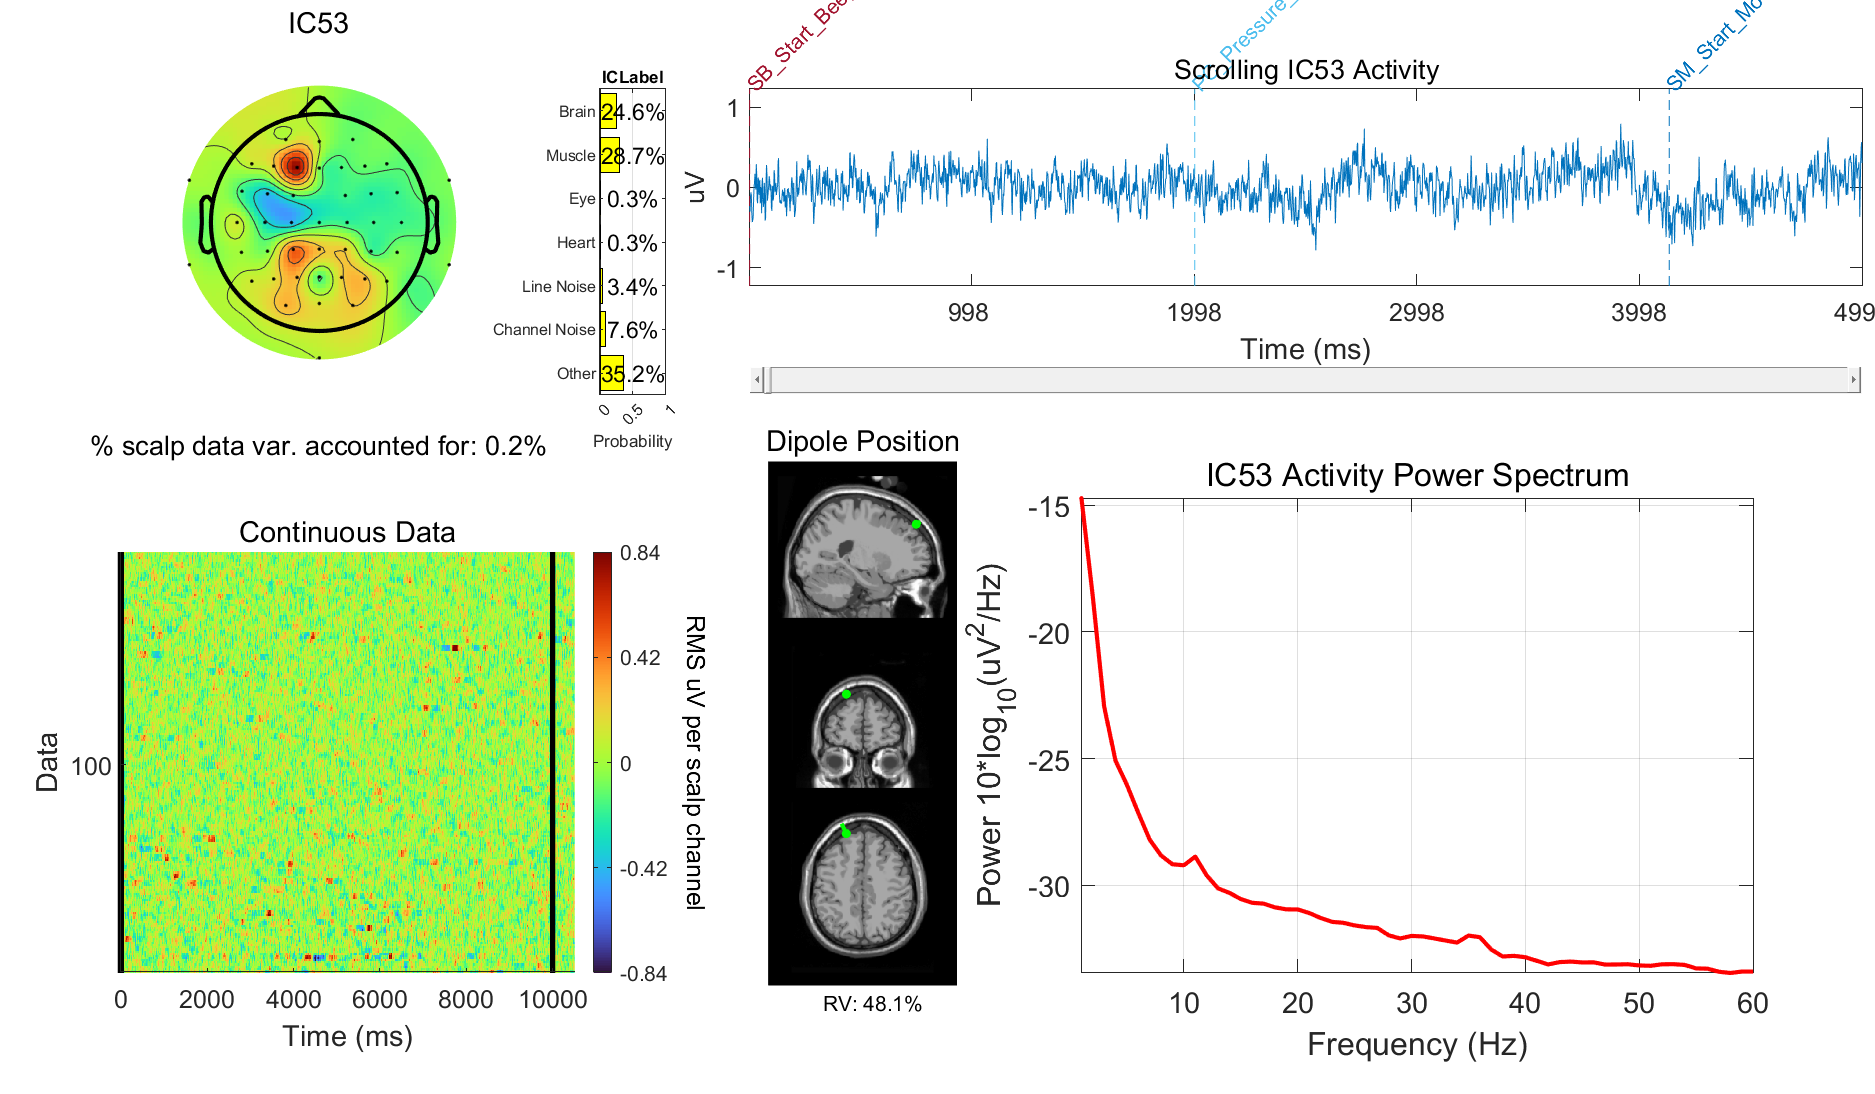 IC53
ICLabel
Brain 24.6%
Muscle 28.7%
Eye 0.3%
Heart 0.3%
Line Noise 3.4%
Channel Noise 7.6%
Other 35.2%
0 0.5 1
Probability
% scalp data var. accounted for: 0.2%
SB_Start_Bee
Pressure_
SM_Start_Mo
Scrolling IC53 Activity
1
0
-1
uV
998 1998 2998 3998 499
Time (ms)
Continuous Data
Data
100
0 2000 4000 6000 8000 10000
Time (ms)
0.84
0.42
0
-0.42
-0.84
RMS uV per scalp channel
Dipole Position
RV: 48.1%
IC53 Activity Power Spectrum
Power 10*log10(uV2/Hz)
-15
-20
-25
-30
10 20 30 40 50 60
Frequency (Hz)